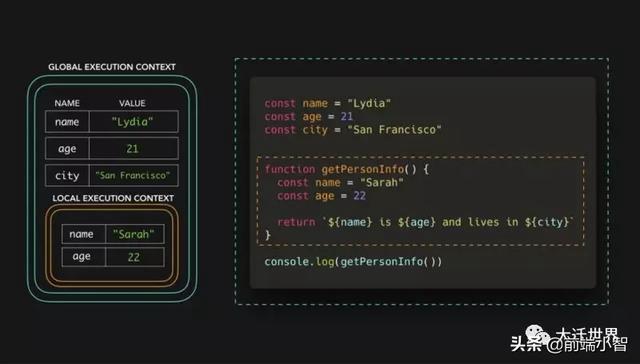 GLOBAL EXECUTION CONTEXT
NAME VALUE
name "Lydia"
age 21
city "San Francisco"
LOCAL EXECUTION CONTEXT
name "Sarah"
age 22
const name = "Lydia"
const age = 21
const city = "San Francisco"
function getPersonInfo() {
const name = "Sarah"
const age = 22
return `${name} is ${age} and lives in ${city}`
}
console.log(getPersonInfo())
大迁世界
头条 @前端小智